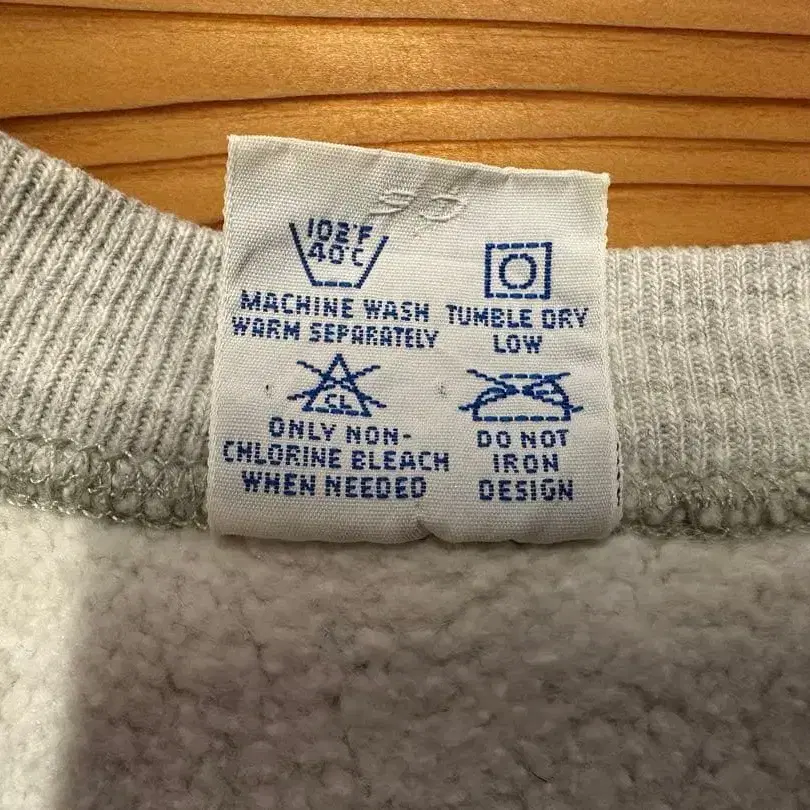 102°F
40°C
MACHINE WASH
WARM SEPARATELY
TUMBLE DRY
LOW
CL
ONLY NON-
CHLORINE BLEACH
WHEN NEEDED
DO NOT
IRON
DESIGN